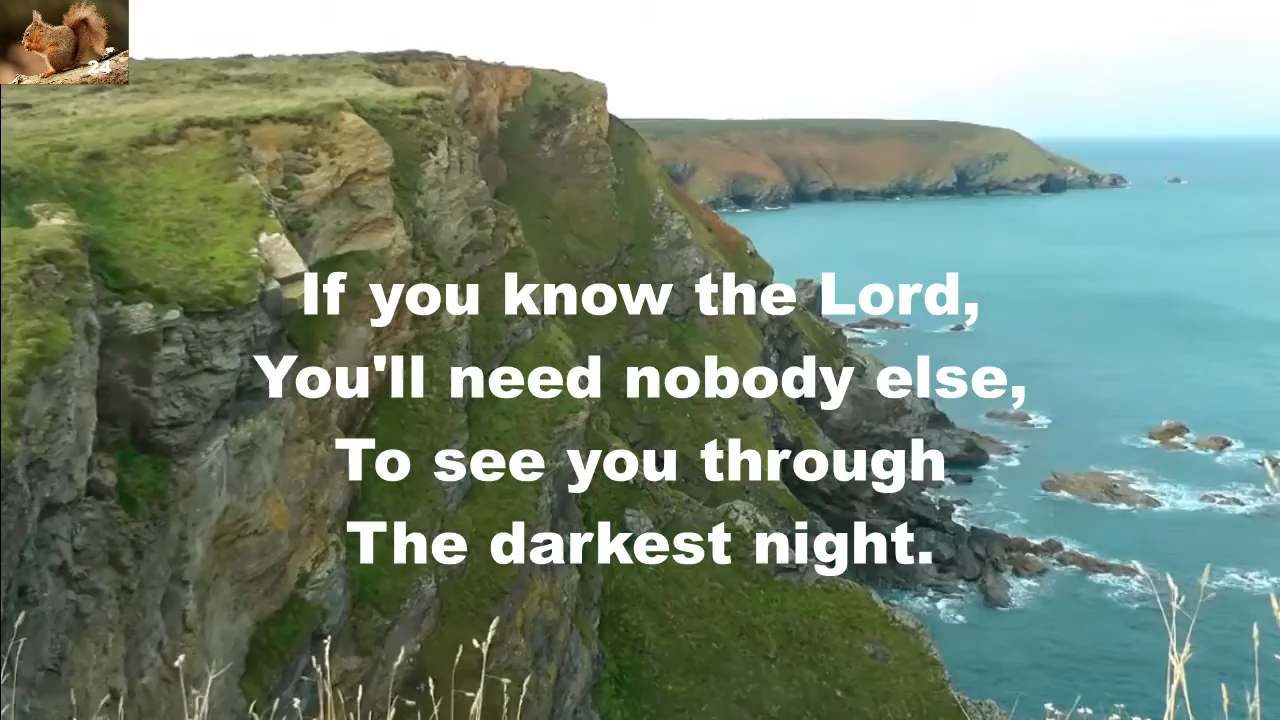 24
If you know the Lord,
You'll need nobody else,
To see you through
The darkest night.